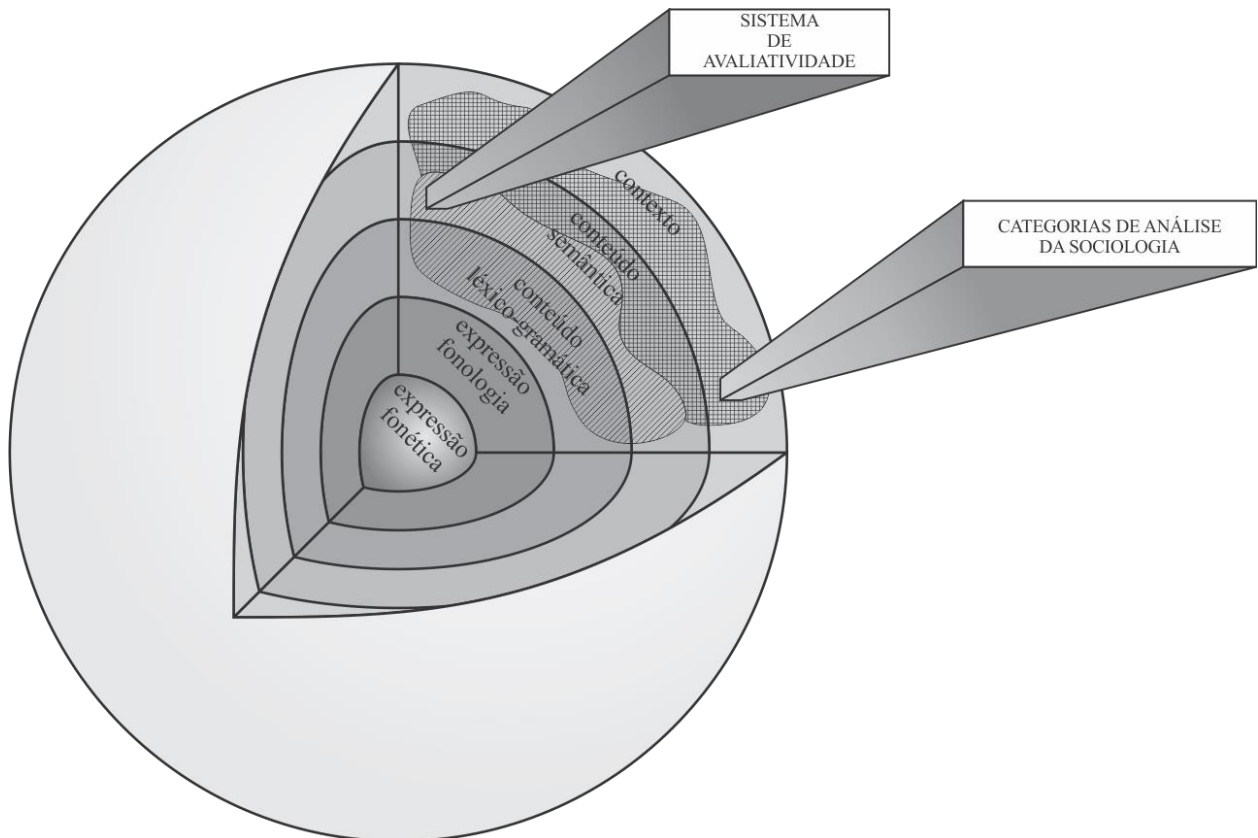 SISTEMA
DE
AVALIATIVIDADE
CATEGORIAS DE ANÁLISE
DA SOCIOLOGIA
contexto
conteúdo
semântica
conteúdo
léxico-gramática
expressão
fonologia
expressão
fonética